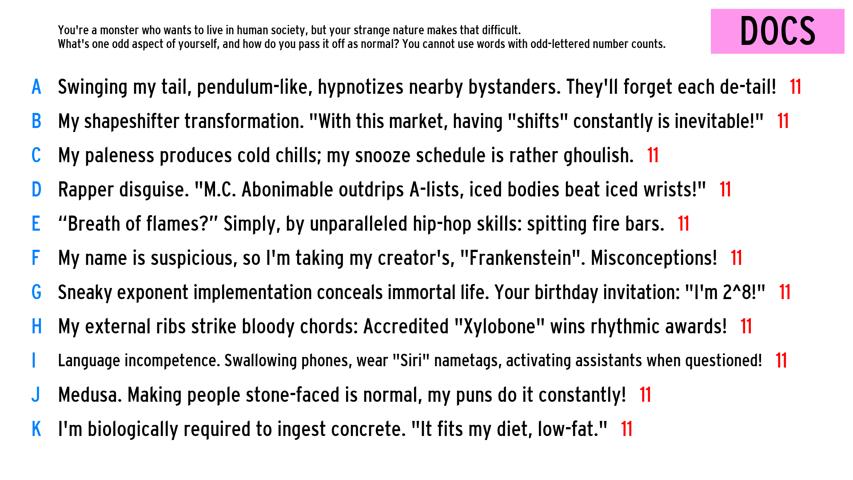 You're a monster who wants to live in human society, but your strange nature makes that difficult.
What's one odd aspect of yourself, and how do you pass it off as normal? You cannot use words with odd-lettered number counts.
DOCS
A Swinging my tail, pendulum-like, hypnotizes nearby bystanders. They'll forget each de-tail! 11
B My shapeshifter transformation. "With this market, having "shifts" constantly is inevitable!" 11
C My paleness produces cold chills; my snooze schedule is rather ghoulish. 11
D Rapper disguise. "M.C. Abonimable outdrips A-lists, iced bodies beat iced wrists!" 11
E “Breath of flames?” Simply, by unparalleled hip-hop skills: spitting fire bars. 11
F My name is suspicious, so I'm taking my creator's, "Frankenstein". Misconceptions! 11
G Sneaky exponent implementation conceals immortal life. Your birthday invitation: "I'm 2^8!" 11
H My external ribs strike bloody chords: Accredited "Xylobone" wins rhythmic awards! 11
I Language incompetence. Swallowing phones, wear "Siri" nametags, activating assistants when questioned! 11
J Medusa. Making people stone-faced is normal, my puns do it constantly! 11
K I'm biologically required to ingest concrete. "It fits my diet, low-fat." 11